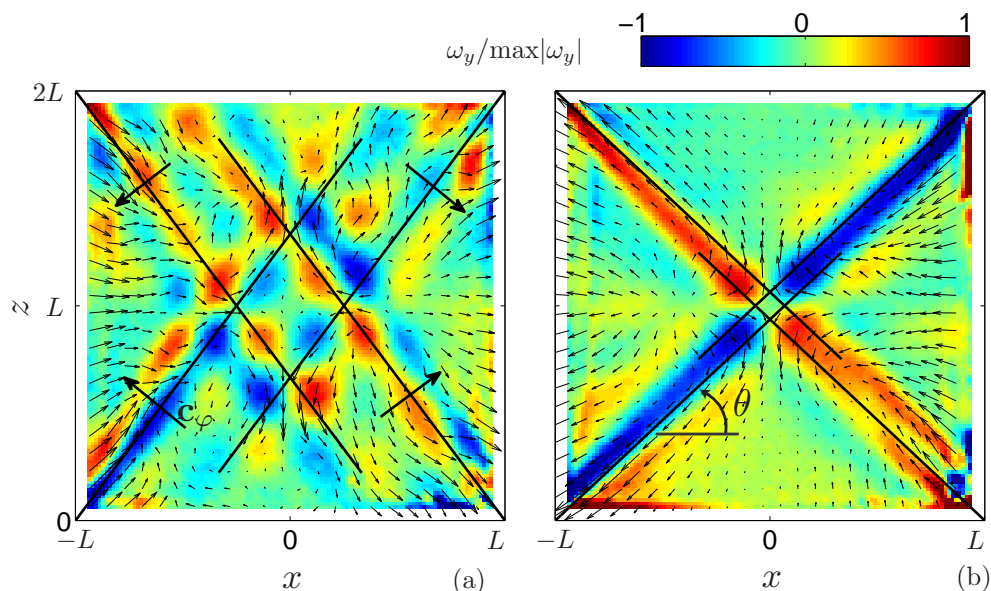 ω_y/max|ω_y|
−1 0 1
2L
L
0
z
−L 0 L
x
(a)
c_φ
θ
−L 0 L
x
(b)